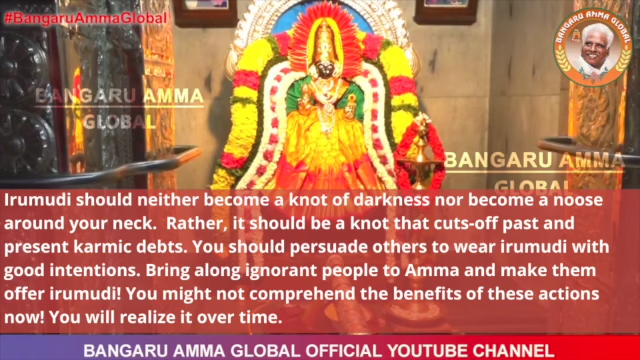 #BangaruAmmaGlobal
BANGARU AMMA GLOBAL
BANGARU AMMA
GLOBAL
BANGARU AMMA
GLOBAL
Irumudi should neither become a knot of darkness nor become a noose
around your neck.  Rather, it should be a knot that cuts-off past and
present karmic debts. You should persuade others to wear irumudi with
good intentions. Bring along ignorant people to Amma and make them
offer irumudi! You might not comprehend the benefits of these actions
now! You will realize it over time.
BANGARU AMMA GLOBAL OFFICIAL YOUTUBE CHANNEL